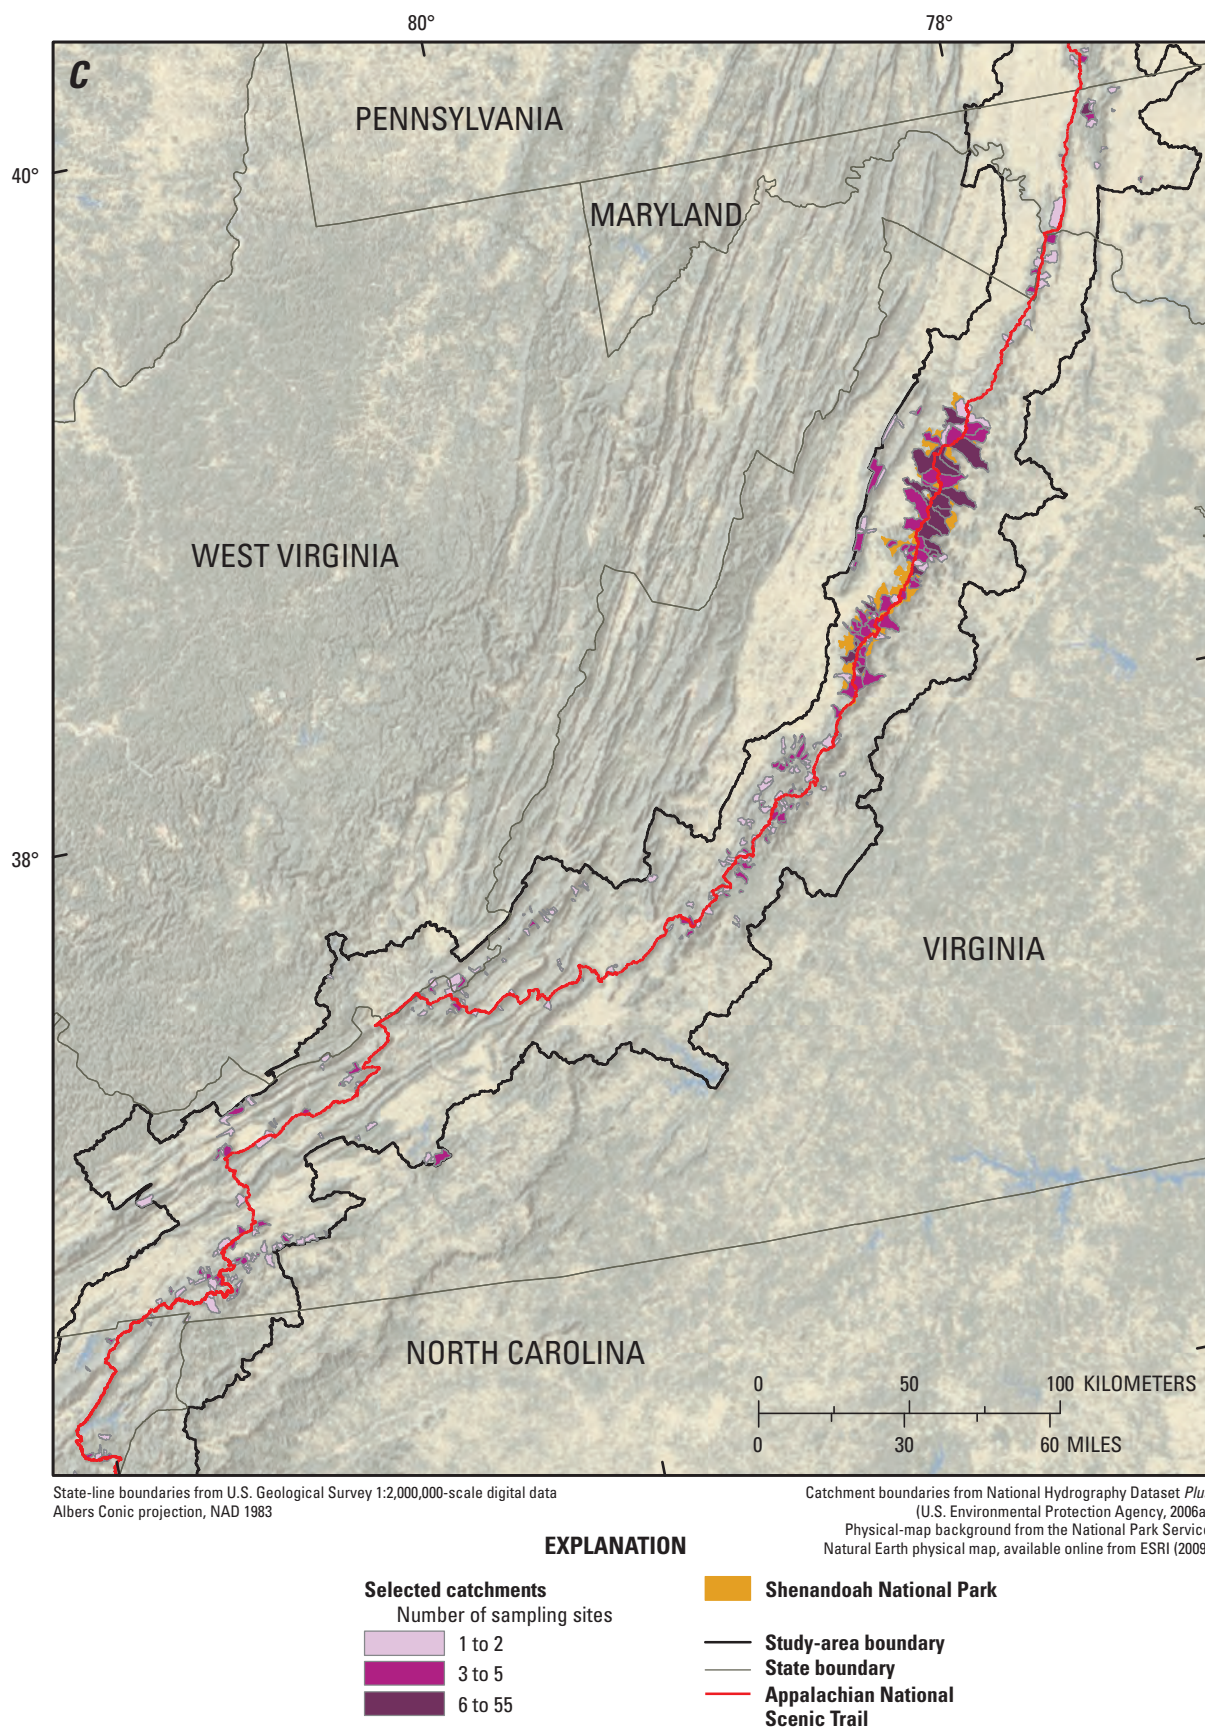 80°
78°
C
PENNSYLVANIA
40°
MARYLAND
WEST VIRGINIA
38°
VIRGINIA
NORTH CAROLINA
0 50 100 KILOMETERS
0 30 60 MILES
State-line boundaries from U.S. Geological Survey 1:2,000,000-scale digital data
Albers Conic projection, NAD 1983
Catchment boundaries from National Hydrography Dataset Plu
(U.S. Environmental Protection Agency, 2006a
Physical-map background from the National Park Servic
Natural Earth physical map, available online from ESRI (2009
EXPLANATION
Selected catchments
Number of sampling sites
1 to 2
3 to 5
6 to 55
Shenandoah National Park
Study-area boundary
State boundary
Appalachian National
Scenic Trail